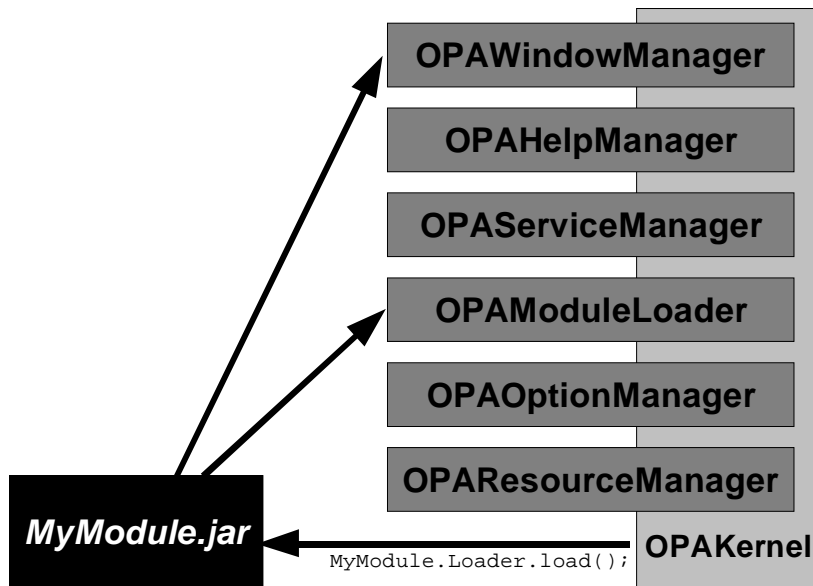 OPAWindowManager
OPAHelpManager
OPAServiceManager
OPAModuleLoader
OPAOptionManager
OPAResourceManager
MyModule.jar
MyModule.Loader.load();
OPAKernel